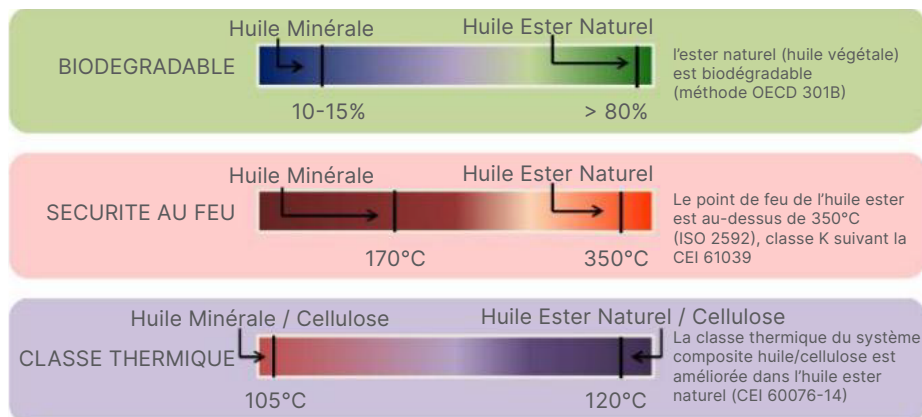 Huile Minérale
Huile Ester Naturel
BIODEGRADABLE
10-15%
> 80%
l'ester naturel (huile végétale)
est biodégradable
(méthode OECD 301B)
Huile Minérale
Huile Ester Naturel
SECURITE AU FEU
170°C
350°C
Le point de feu de l'huile ester
est au-dessus de 350°C
(ISO 2592), classe K suivant la
CEI 61039
Huile Minérale / Cellulose
Huile Ester Naturel / Cellulose
CLASSE THERMIQUE
105°C
120°C
La classe thermique du système
composite huile/cellulose est
améliorée dans l'huile ester
naturel (CEI 60076-14)